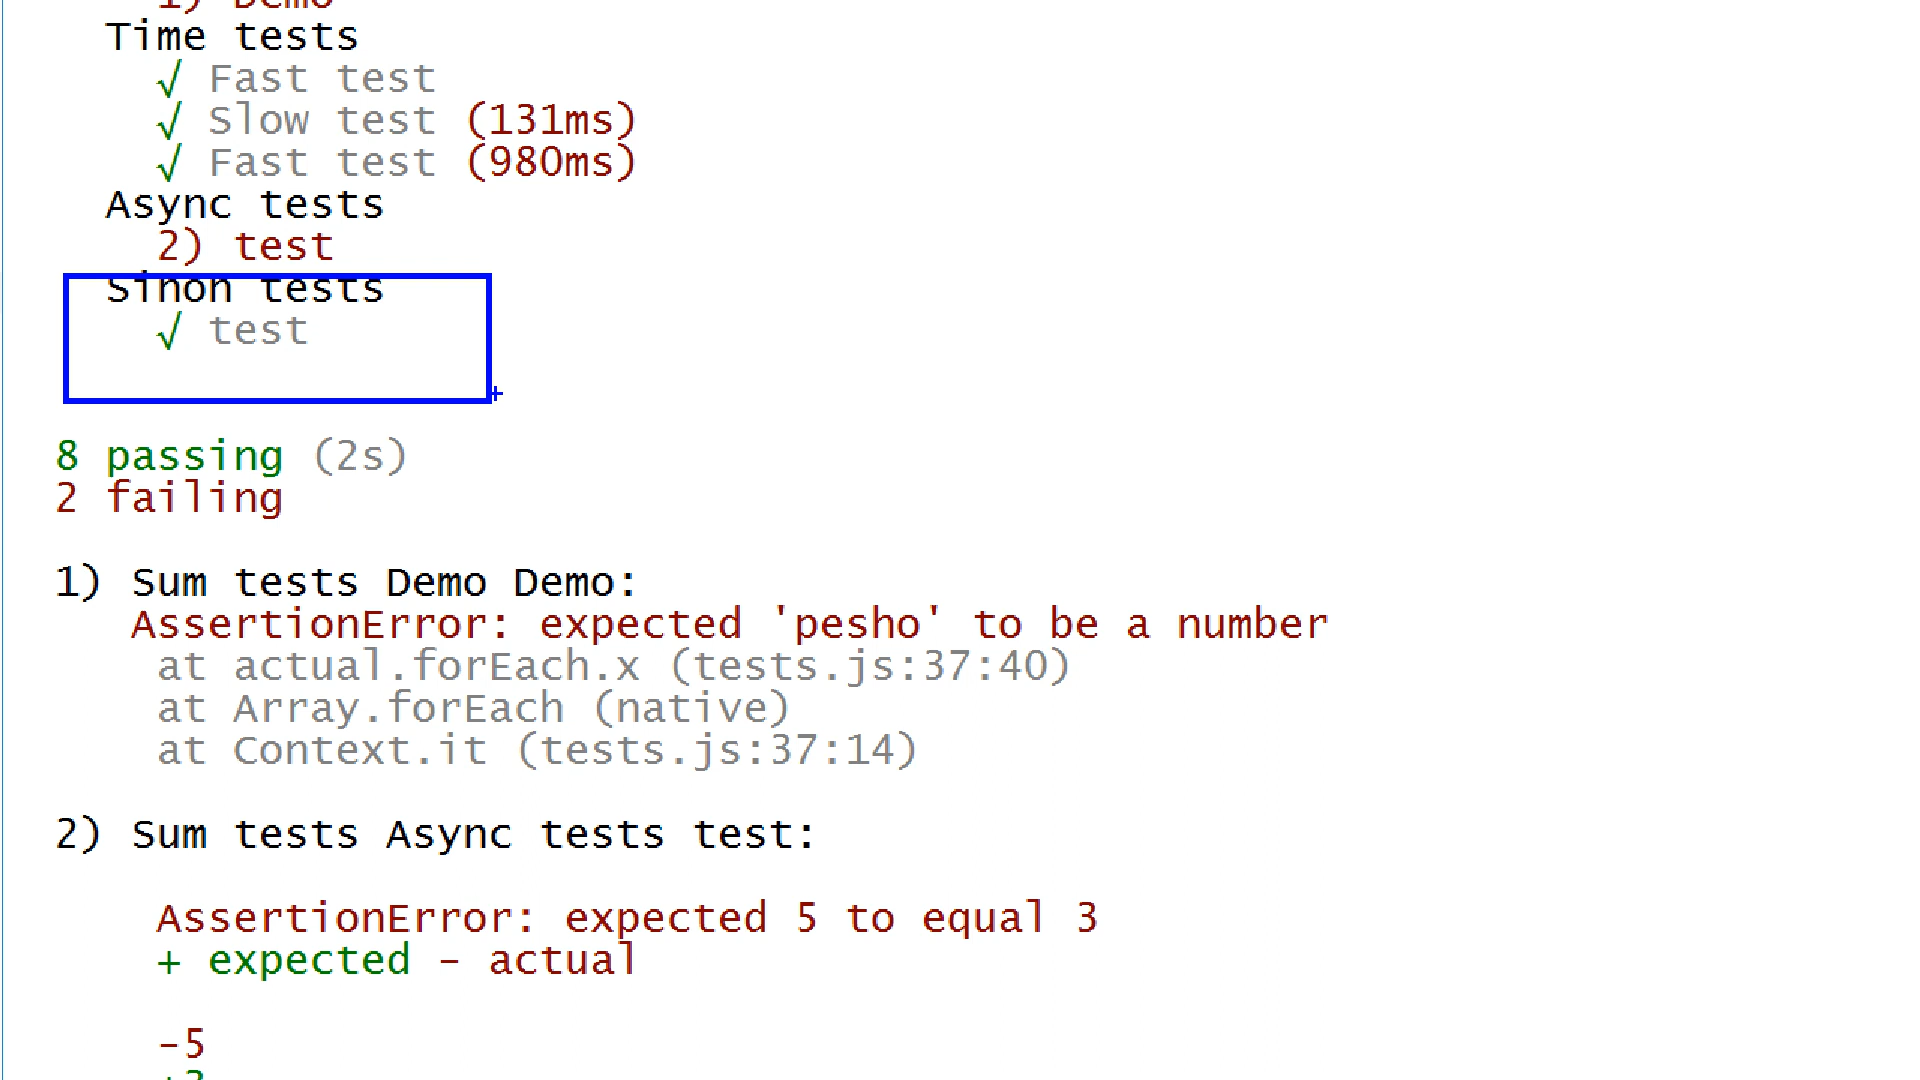 1) Demo
Time tests
√ Fast test
√ Slow test (131ms)
√ Fast test (980ms)
Async tests
2) test
Sinon tests
√ test
8 passing (2s)
2 failing
1) Sum tests Demo Demo:
AssertionError: expected 'pesho' to be a number
at actual.forEach.x (tests.js:37:40)
at Array.forEach (native)
at Context.it (tests.js:37:14)
2) Sum tests Async tests test:
AssertionError: expected 5 to equal 3
+ expected - actual
-5
+3